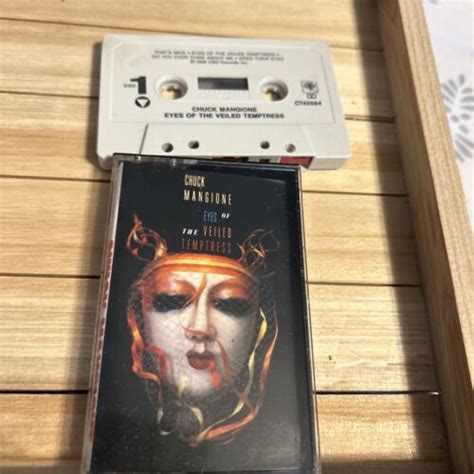 THAT'S NICE • EYES OF THE VEILED TEMPTRESS •
DO YOU EVER THINK ABOUT ME • OPEN THEIR EYES
SIDE
1
CT40984
CHUCK MANGIONE
EYES OF THE VEILED TEMPTRESS
CHUCK
MANGIONE
EYES OF
THE VEILED
TEMPTRESS